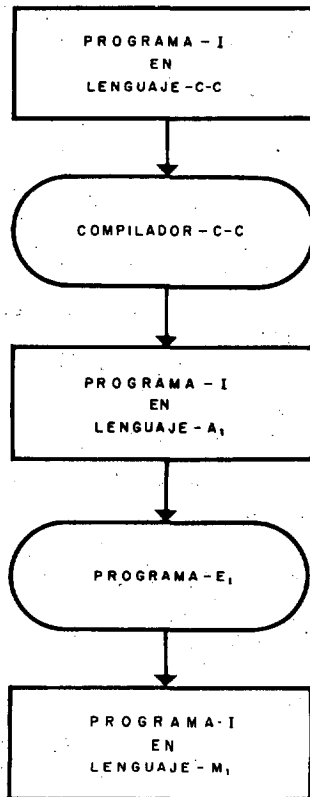 PROGRAMA-I
EN
LENGUAJE-C-C
COMPILADOR-C-C
PROGRAMA-I
EN
LENGUAJE-A₁
PROGRAMA-E₁
PROGRAMA-I
EN
LENGUAJE-M₁